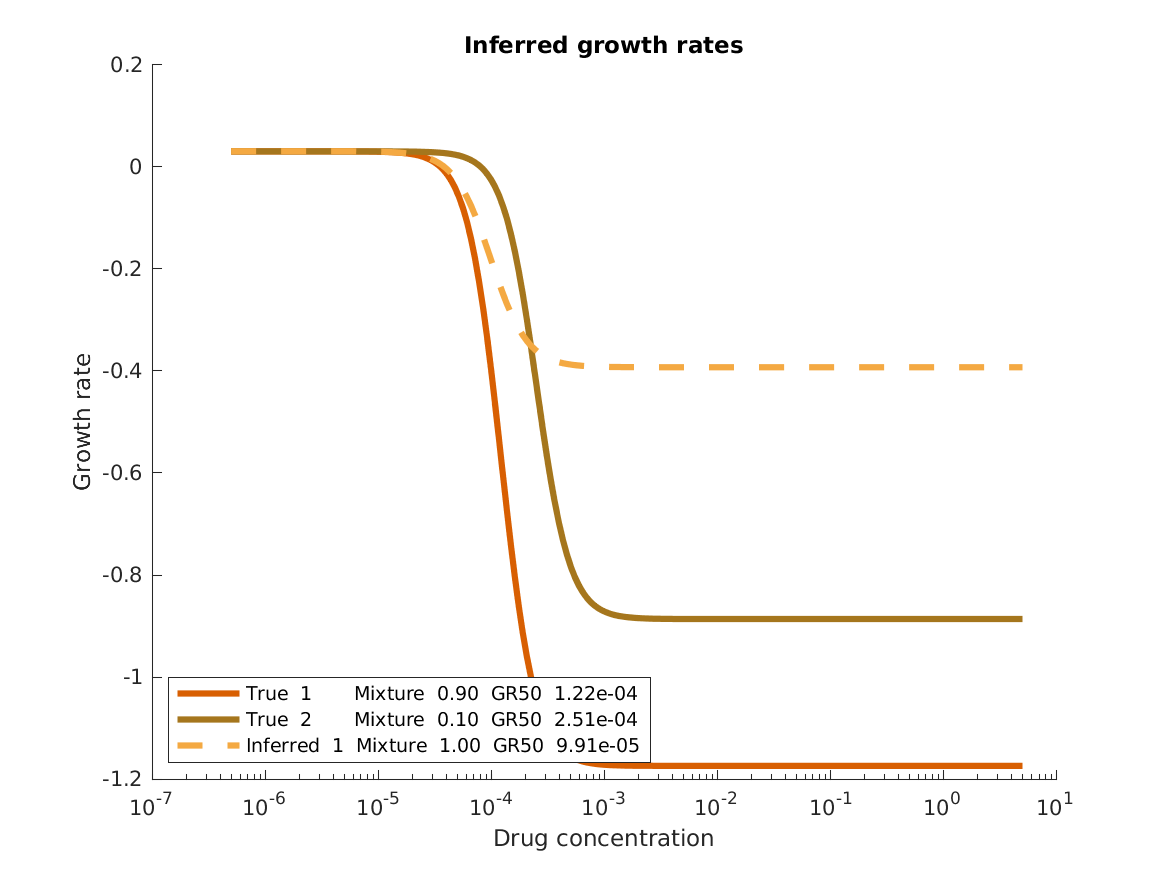 Inferred growth rates
0.2
0
-0.2
-0.4
-0.6
-0.8
-1
-1.2
Growth rate
True 1 Mixture 0.90 GR50 1.22e-04
True 2 Mixture 0.10 GR50 2.51e-04
Inferred 1 Mixture 1.00 GR50 9.91e-05
10^-7 10^-6 10^-5 10^-4 10^-3 10^-2 10^-1 10^0 10^1
Drug concentration